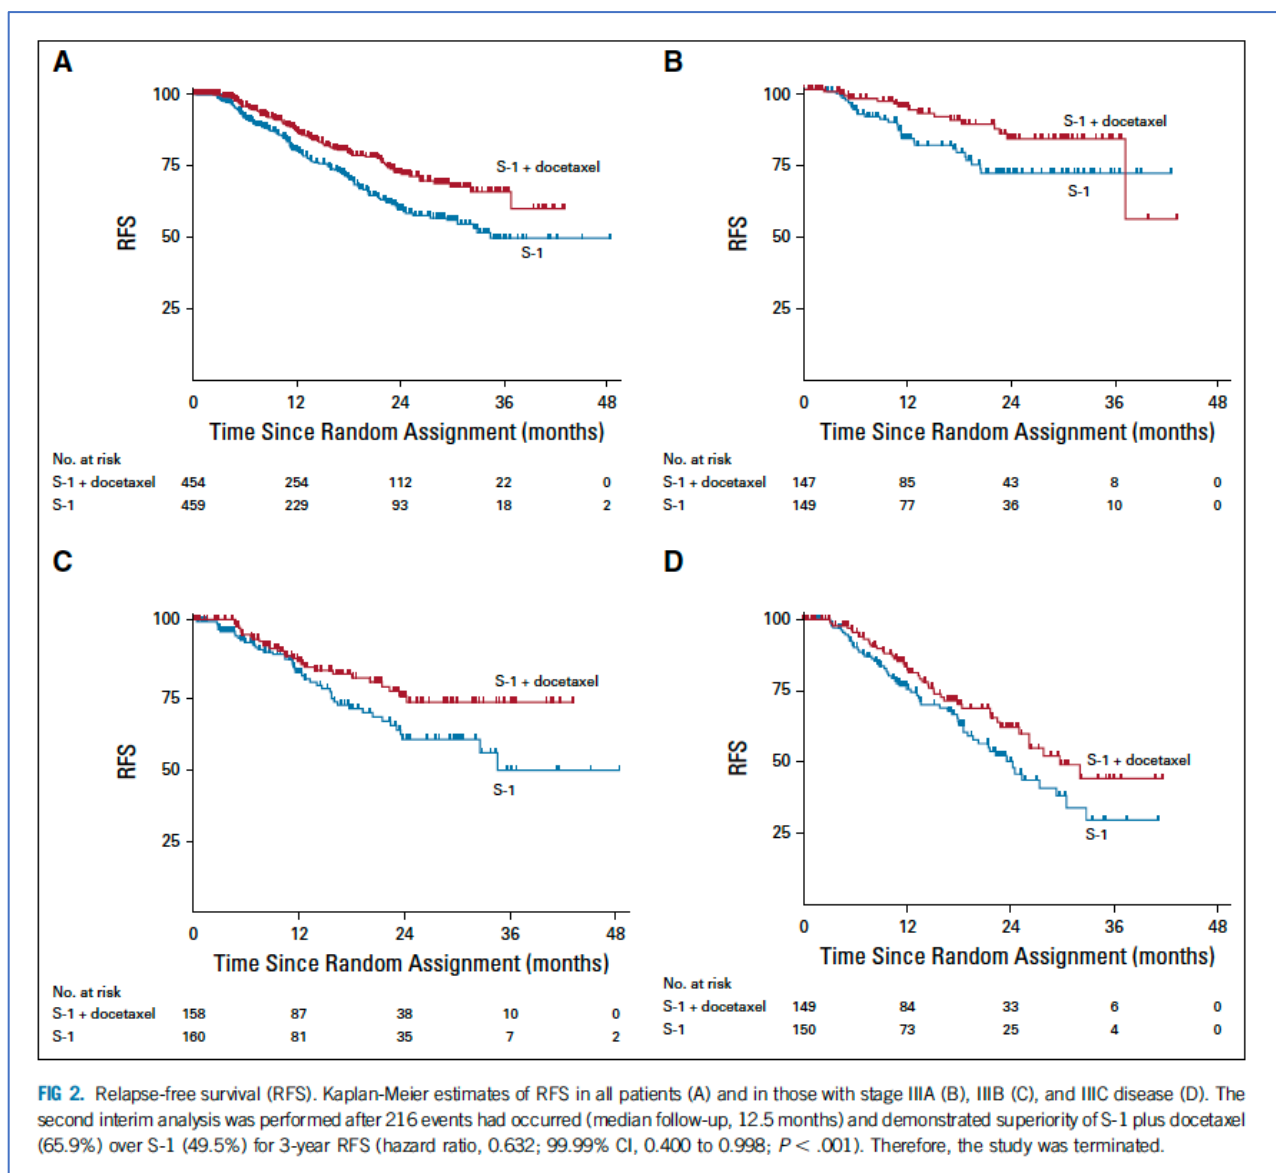 A
100
75
50
25
RFS
S-1 + docetaxel
S-1
0 12 24 36 48
Time Since Random Assignment (months)
No. at risk
S-1 + docetaxel 454 254 112 22 0
S-1 459 229 93 18 2
B
100
75
50
25
RFS
S-1 + docetaxel
S-1
0 12 24 36 48
Time Since Random Assignment (months)
No. at risk
S-1 + docetaxel 147 85 43 8 0
S-1 149 77 36 10 0
C
100
75
50
25
RFS
S-1 + docetaxel
S-1
0 12 24 36 48
Time Since Random Assignment (months)
No. at risk
S-1 + docetaxel 158 87 38 10 0
S-1 160 81 35 7 2
D
100
75
50
25
RFS
S-1 + docetaxel
S-1
0 12 24 36 48
Time Since Random Assignment (months)
No. at risk
S-1 + docetaxel 149 84 33 6 0
S-1 150 73 25 4 0
FIG 2. Relapse-free survival (RFS). Kaplan-Meier estimates of RFS in all patients (A) and in those with stage IIIA (B), IIIB (C), and IIIC disease (D). The
second interim analysis was performed after 216 events had occurred (median follow-up, 12.5 months) and demonstrated superiority of S-1 plus docetaxel
(65.9%) over S-1 (49.5%) for 3-year RFS (hazard ratio, 0.632; 99.99% CI, 0.400 to 0.998; P < .001). Therefore, the study was terminated.